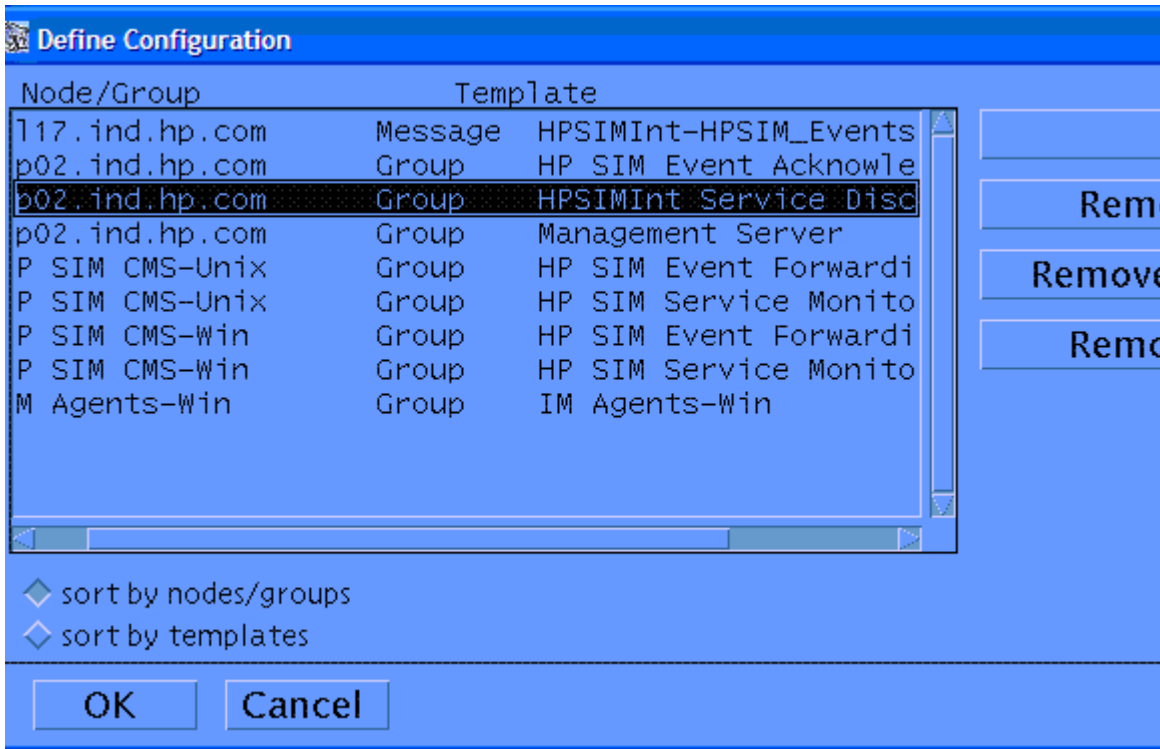 Define Configuration
Node/Group Template
l17.ind.hp.com Message HPSIMInt-HPSIM_Events
p02.ind.hp.com Group HP SIM Event Acknowle
p02.ind.hp.com Group HPSIMInt Service Disc
p02.ind.hp.com Group Management Server
P SIM CMS-Unix Group HP SIM Event Forwardi
P SIM CMS-Unix Group HP SIM Service Monito
P SIM CMS-Win Group HP SIM Event Forwardi
P SIM CMS-Win Group HP SIM Service Monito
M Agents-Win Group IM Agents-Win
Rem
Remove
Remo
sort by nodes/groups
sort by templates
OK Cancel